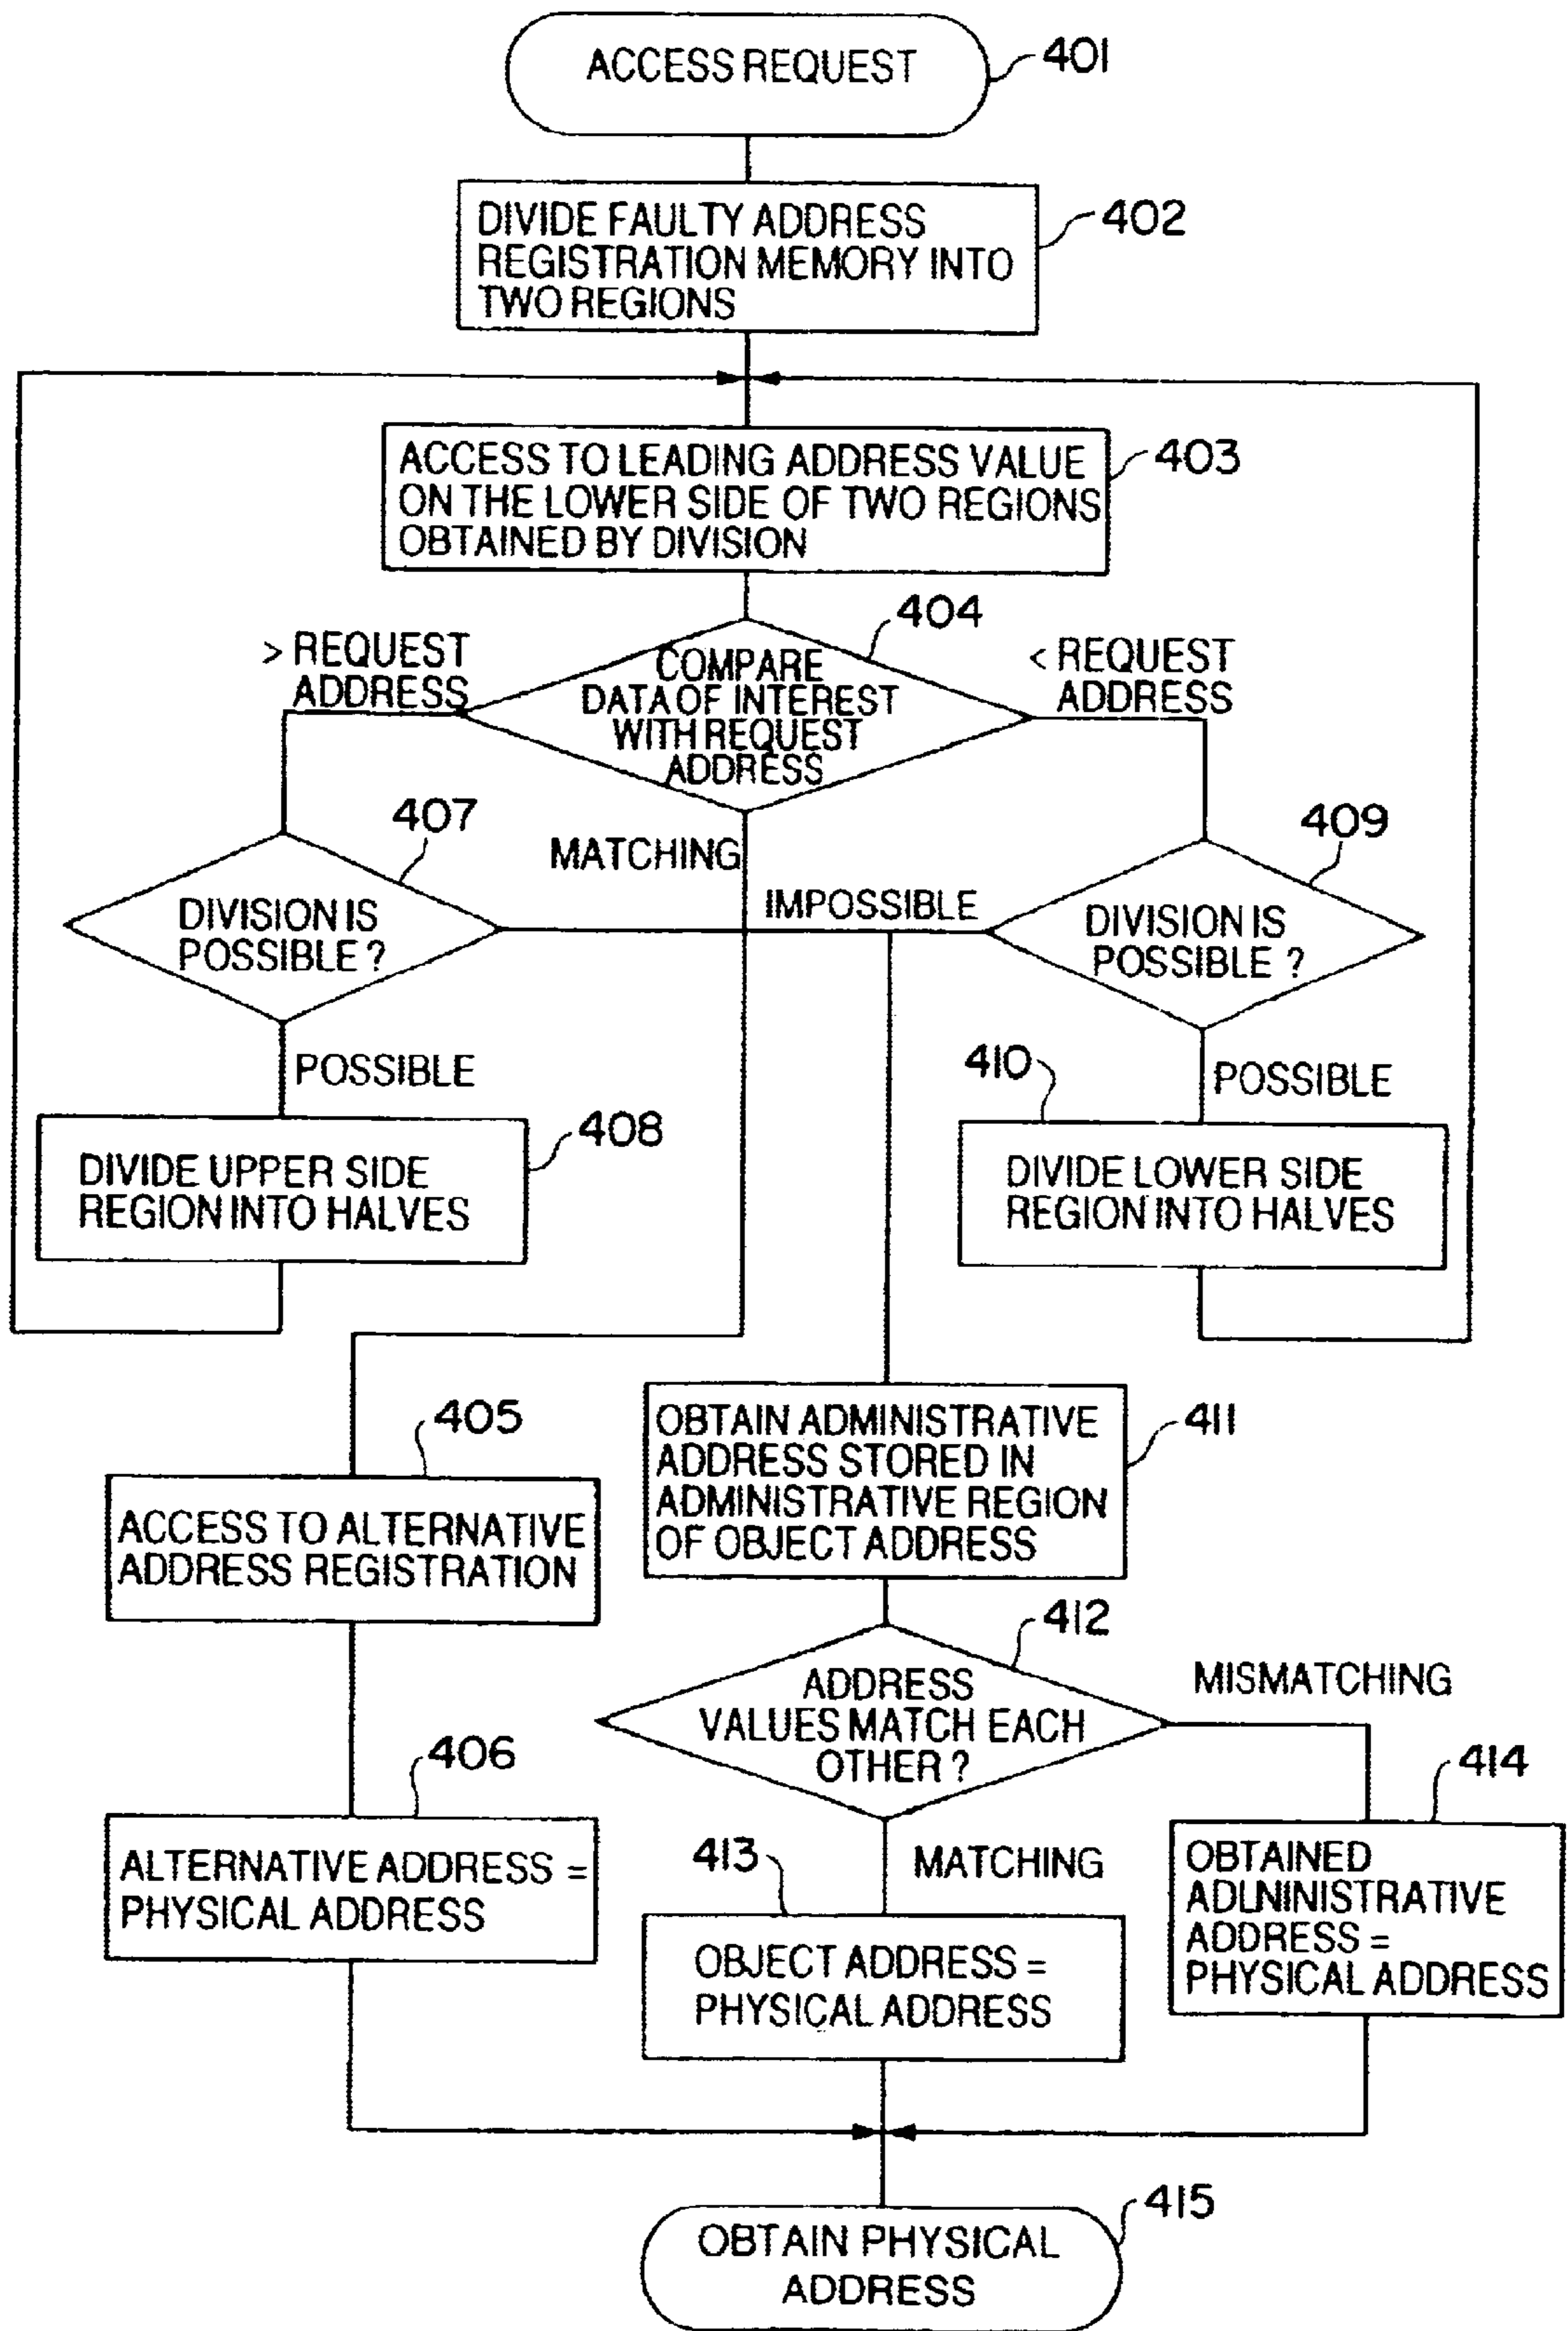 ACCESS REQUEST
401
DIVIDE FAULTY ADDRESS
REGISTRATION MEMORY INTO
TWO REGIONS
402
ACCESS TO LEADING ADDRESS VALUE
ON THE LOWER SIDE OF TWO REGIONS
OBTAINED BY DIVISION
403
404
> REQUEST
ADDRESS
COMPARE
DATA OF INTEREST
WITH REQUEST
ADDRESS
< REQUEST
ADDRESS
407
MATCHING
409
IMPOSSIBLE
DIVISION IS
POSSIBLE ?
DIVISION IS
POSSIBLE ?
POSSIBLE
410
POSSIBLE
408
DIVIDE UPPER SIDE
REGION INTO HALVES
DIVIDE LOWER SIDE
REGION INTO HALVES
405
ACCESS TO ALTERNATIVE
ADDRESS REGISTRATION
OBTAIN ADMINISTRATIVE
ADDRESS STORED IN
ADMINISTRATIVE REGION
OF OBJECT ADDRESS
411
412
ADDRESS
VALUES MATCH EACH
OTHER ?
MISMATCHING
406
ALTERNATIVE ADDRESS =
PHYSICAL ADDRESS
413
MATCHING
414
OBJECT ADDRESS =
PHYSICAL ADDRESS
OBTAINED
ADLNINISTRATIVE
ADDRESS =
PHYSICAL ADDRESS
415
OBTAIN PHYSICAL
ADDRESS